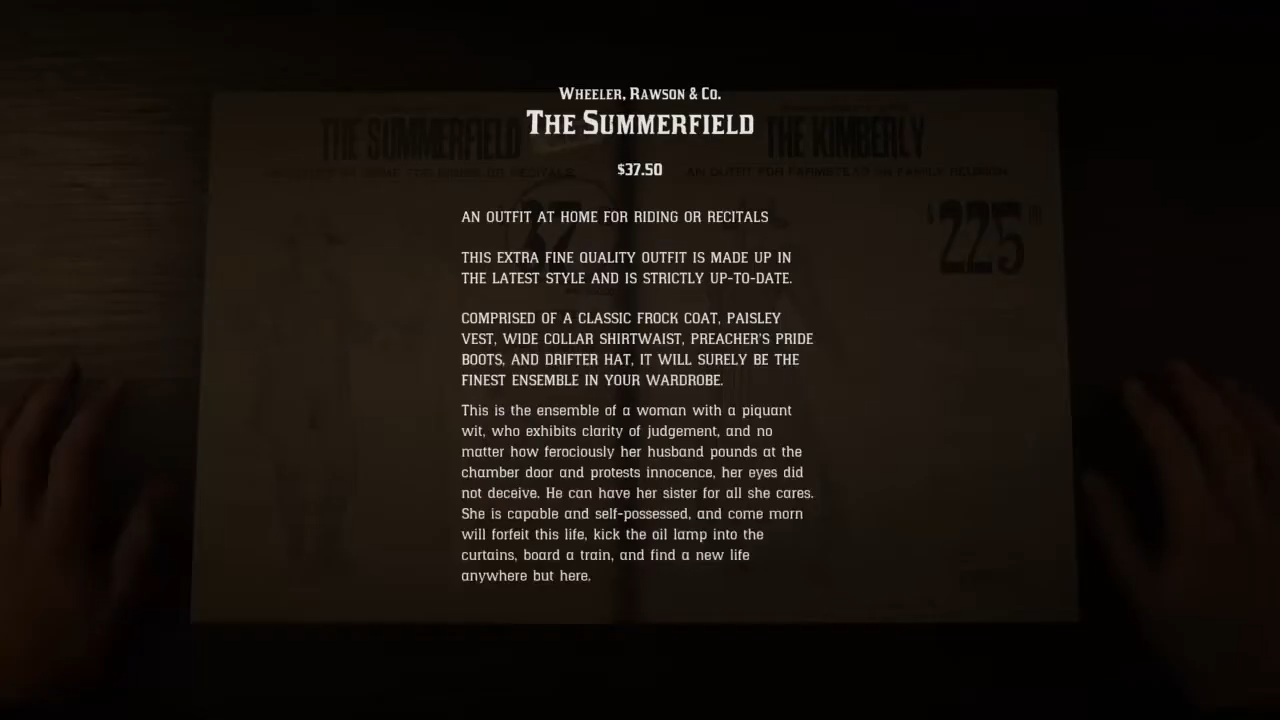 Wheeler, Rawson & Co.
The Summerfield
THE SUMMERFIELD
THE KIMBERLY
$37.50
AN OUTFIT FOR FARMSTEAD OR FAMILY REUNION
AN OUTFIT AT HOME FOR RIDING OR RECITALS
37
225
THIS EXTRA FINE QUALITY OUTFIT IS MADE UP IN
THE LATEST STYLE AND IS STRICTLY UP-TO-DATE.
COMPRISED OF A CLASSIC FROCK COAT, PAISLEY
VEST, WIDE COLLAR SHIRTWAIST, PREACHER'S PRIDE
BOOTS, AND DRIFTER HAT, IT WILL SURELY BE THE
FINEST ENSEMBLE IN YOUR WARDROBE.
This is the ensemble of a woman with a piquant
wit, who exhibits clarity of judgement, and no
matter how ferociously her husband pounds at the
chamber door and protests innocence, her eyes did
not deceive. He can have her sister for all she cares.
She is capable and self-possessed, and come morn
will forfeit this life, kick the oil lamp into the
curtains, board a train, and find a new life
anywhere but here.